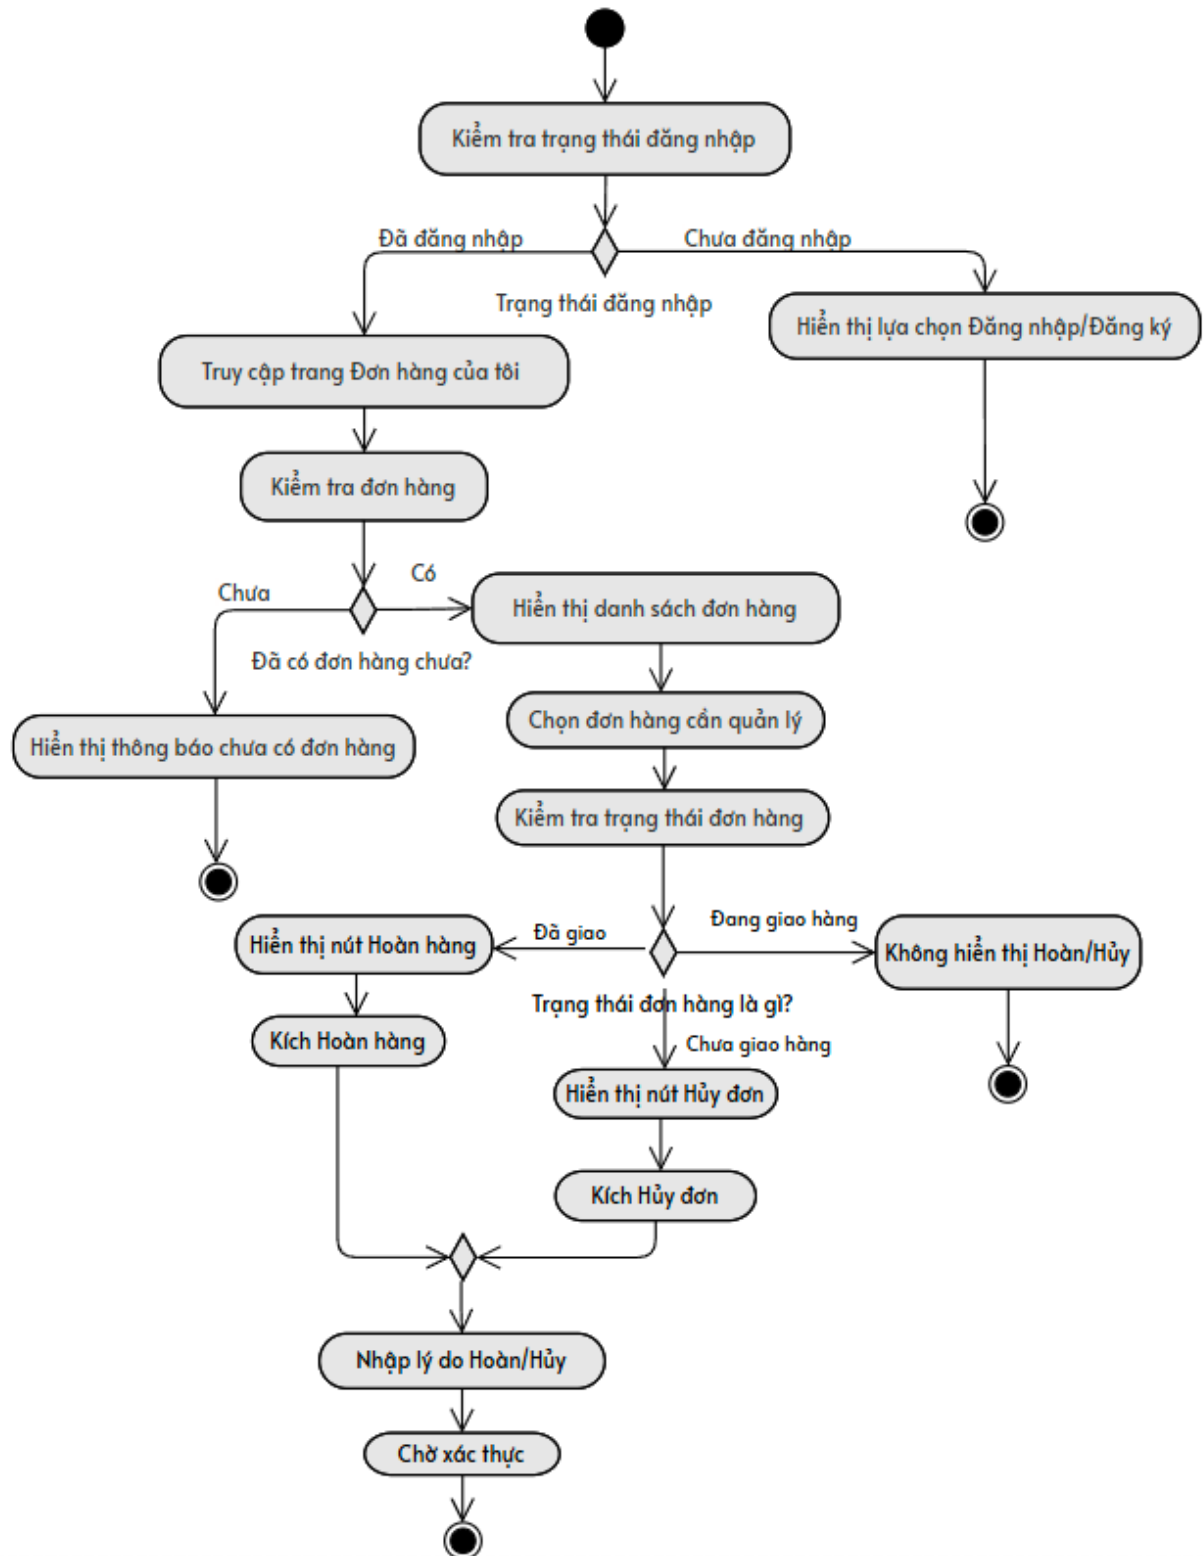 Kiểm tra trạng thái đăng nhập
Đã đăng nhập
Chưa đăng nhập
Trạng thái đăng nhập
Hiển thị lựa chọn Đăng nhập/Đăng ký
Truy cập trang Đơn hàng của tôi
Kiểm tra đơn hàng
Có
Chưa
Hiển thị danh sách đơn hàng
Đã có đơn hàng chưa?
Chọn đơn hàng cần quản lý
Hiển thị thông báo chưa có đơn hàng
Kiểm tra trạng thái đơn hàng
Đang giao hàng
Đã giao
Hiển thị nút Hoàn hàng
Không hiển thị Hoàn/Hủy
Trạng thái đơn hàng là gì?
Kích Hoàn hàng
Chưa giao hàng
Hiển thị nút Hủy đơn
Kích Hủy đơn
Nhập lý do Hoàn/Hủy
Chờ xác thực